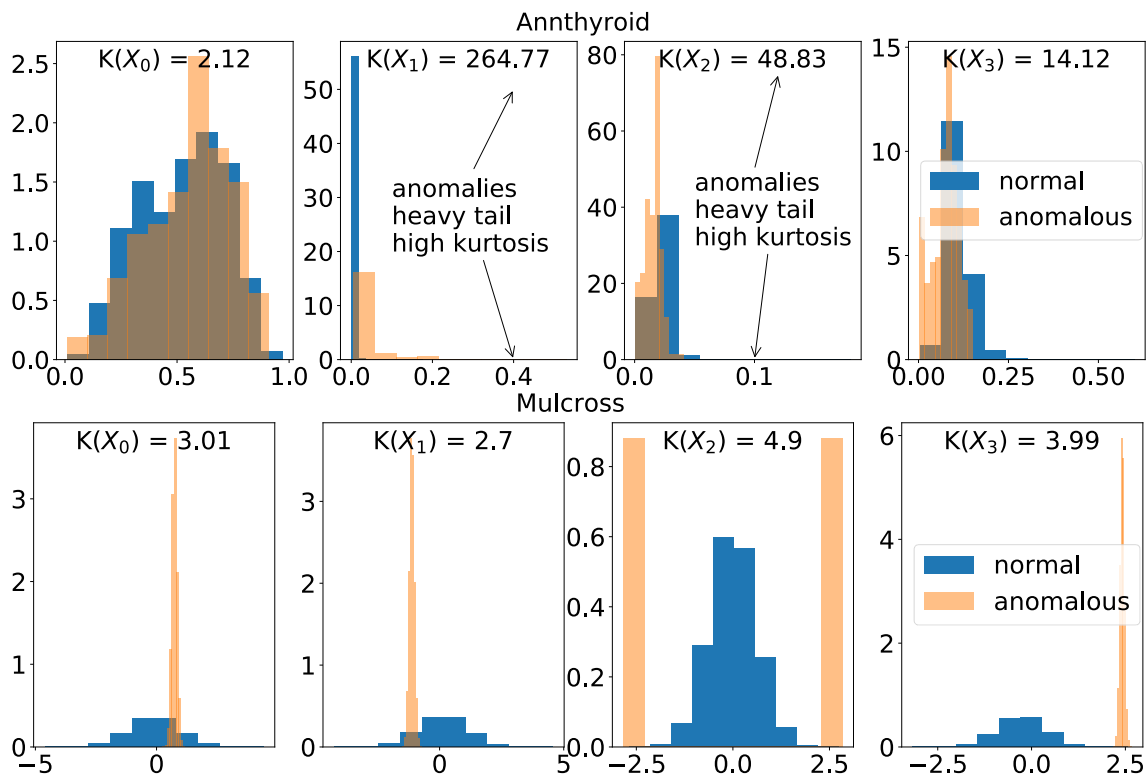 Annthyroid
K(X₀) = 2.12
2.5
2.0
1.5
1.0
0.5
0.0
0.0 0.5 1.0
K(X₁) = 264.77
50
40
30
20
10
0
anomalies
heavy tail
high kurtosis
0.0 0.2 0.4
K(X₂) = 48.83
80
60
40
20
0
anomalies
heavy tail
high kurtosis
0.0 0.1
K(X₃) = 14.12
15
10
5
0
normal
anomalous
0.00 0.25 0.50
Mulcross
K(X₀) = 3.01
3
2
1
0
−5 0
K(X₁) = 2.7
3
2
1
0
0 5
K(X₂) = 4.9
0.8
0.6
0.4
0.2
0.0
−2.5 0.0 2.5
K(X₃) = 3.99
6
4
2
0
normal
anomalous
−2.5 0.0 2.5